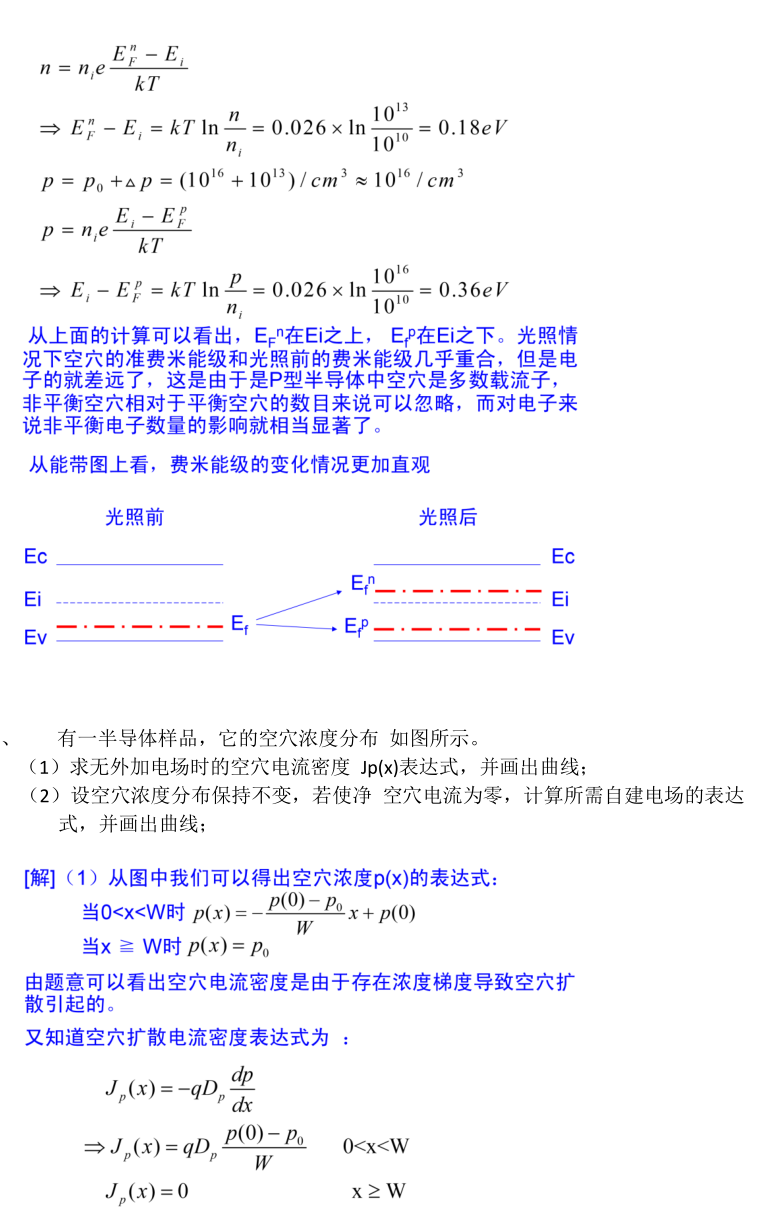 n = n_i e (E_F^n − E_i)/kT
⇒ E_F^n − E_i = kT ln n/n_i = 0.026 × ln 10^13/10^10 = 0.18eV
p = p_0 +△ p = (10^16 + 10^13) / cm^3 ≈ 10^16 / cm^3
p = n_i e (E_i − E_F^p)/kT
⇒ E_i − E_F^p = kT ln p/n_i = 0.026 × ln 10^16/10^10 = 0.36eV
从上面的计算可以看出，E_F^n在Ei之上， E_f^p在Ei之下。光照情
况下空穴的准费米能级和光照前的费米能级几乎重合，但是电
子的就差远了，这是由于是P型半导体中空穴是多数载流子，
非平衡空穴相对于平衡空穴的数目来说可以忽略，而对电子来
说非平衡电子数量的影响就相当显著了。
从能带图上看，费米能级的变化情况更加直观
光照前 光照后
Ec Ec
E_f^n
Ei Ei
E_f E_f^p
Ev Ev
、 有一半导体样品，它的空穴浓度分布 如图所示。
（1）求无外加电场时的空穴电流密度 Jp(x)表达式，并画出曲线；
（2）设空穴浓度分布保持不变，若使净 空穴电流为零，计算所需自建电场的表达
式，并画出曲线；
[解]（1）从图中我们可以得出空穴浓度p(x)的表达式：
当0<x<W时 p(x) = − (p(0) − p_0)/W x + p(0)
当x ≧ W时 p(x) = p_0
由题意可以看出空穴电流密度是由于存在浓度梯度导致空穴扩
散引起的。
又知道空穴扩散电流密度表达式为 ：
J_p(x) = −qD_p dp/dx
⇒ J_p(x) = qD_p (p(0) − p_0)/W 0<x<W
J_p(x) = 0 x ≥ W